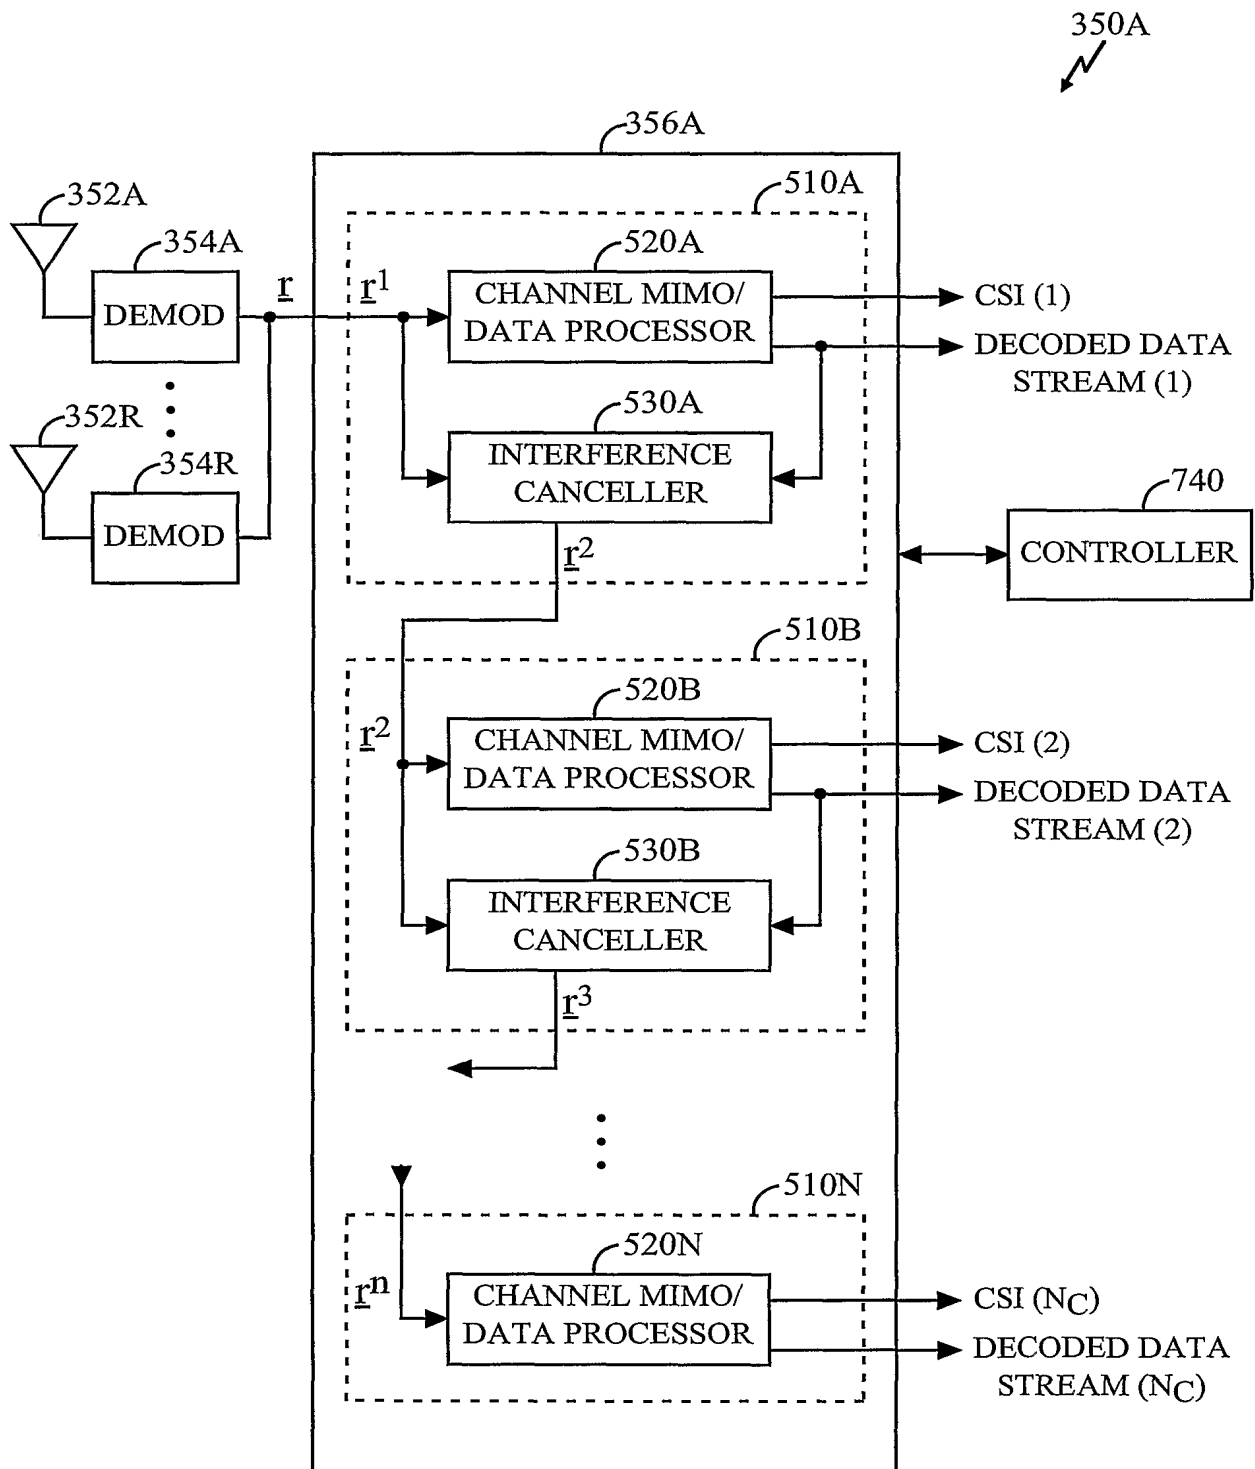 350A
356A
352A
510A
354A
520A
r
r¹
DEMOD
CHANNEL MIMO/
DATA PROCESSOR
CSI (1)
DECODED DATA
STREAM (1)
352R
530A
354R
INTERFERENCE
CANCELLER
740
DEMOD
CONTROLLER
r²
510B
520B
r²
CHANNEL MIMO/
DATA PROCESSOR
CSI (2)
DECODED DATA
STREAM (2)
530B
INTERFERENCE
CANCELLER
r³
510N
520N
rⁿ
CHANNEL MIMO/
DATA PROCESSOR
CSI (NC)
DECODED DATA
STREAM (NC)